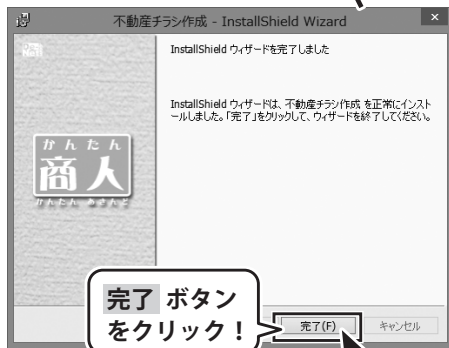 不動産チラシ作成 - InstallShield Wizard
InstallShield ウィザードを完了しました
InstallShield ウィザードは、不動産チラシ作成 を正常にインスト
ールしました。「完了」をクリックして、ウィザードを終了してください。
かんたん
商人
かんたん あきんど
完了 ボタン
をクリック！
完了(F)
キャンセル